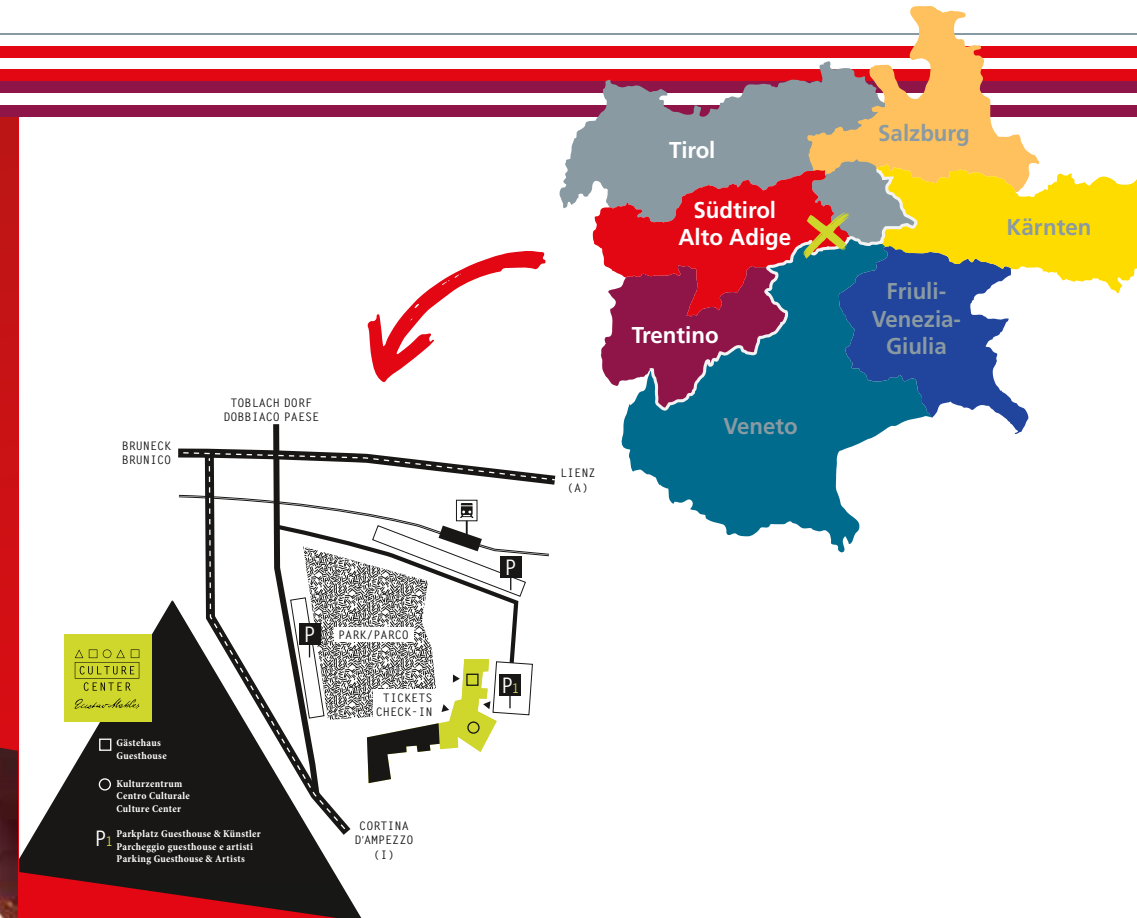 Salzburg
Tirol
Südtirol
Alto Adige
Kärnten
Friuli-
Venezia-
Giulia
Trentino
Veneto
TOBLACH DORF
DOBBIACO PAESE
BRUNECK
BRUNICO
LIENZ
(A)
P
P
PARK/PARCO
P1
TICKETS
CHECK-IN
CULTURE
CENTER
Gustav Mahler
Gästehaus
Guesthouse
Kulturzentrum
Centro Culturale
Culture Center
P1 Parkplatz Guesthouse & Künstler
Parcheggio guesthouse e artisti
Parking Guesthouse & Artists
CORTINA
D'AMPEZZO
(I)